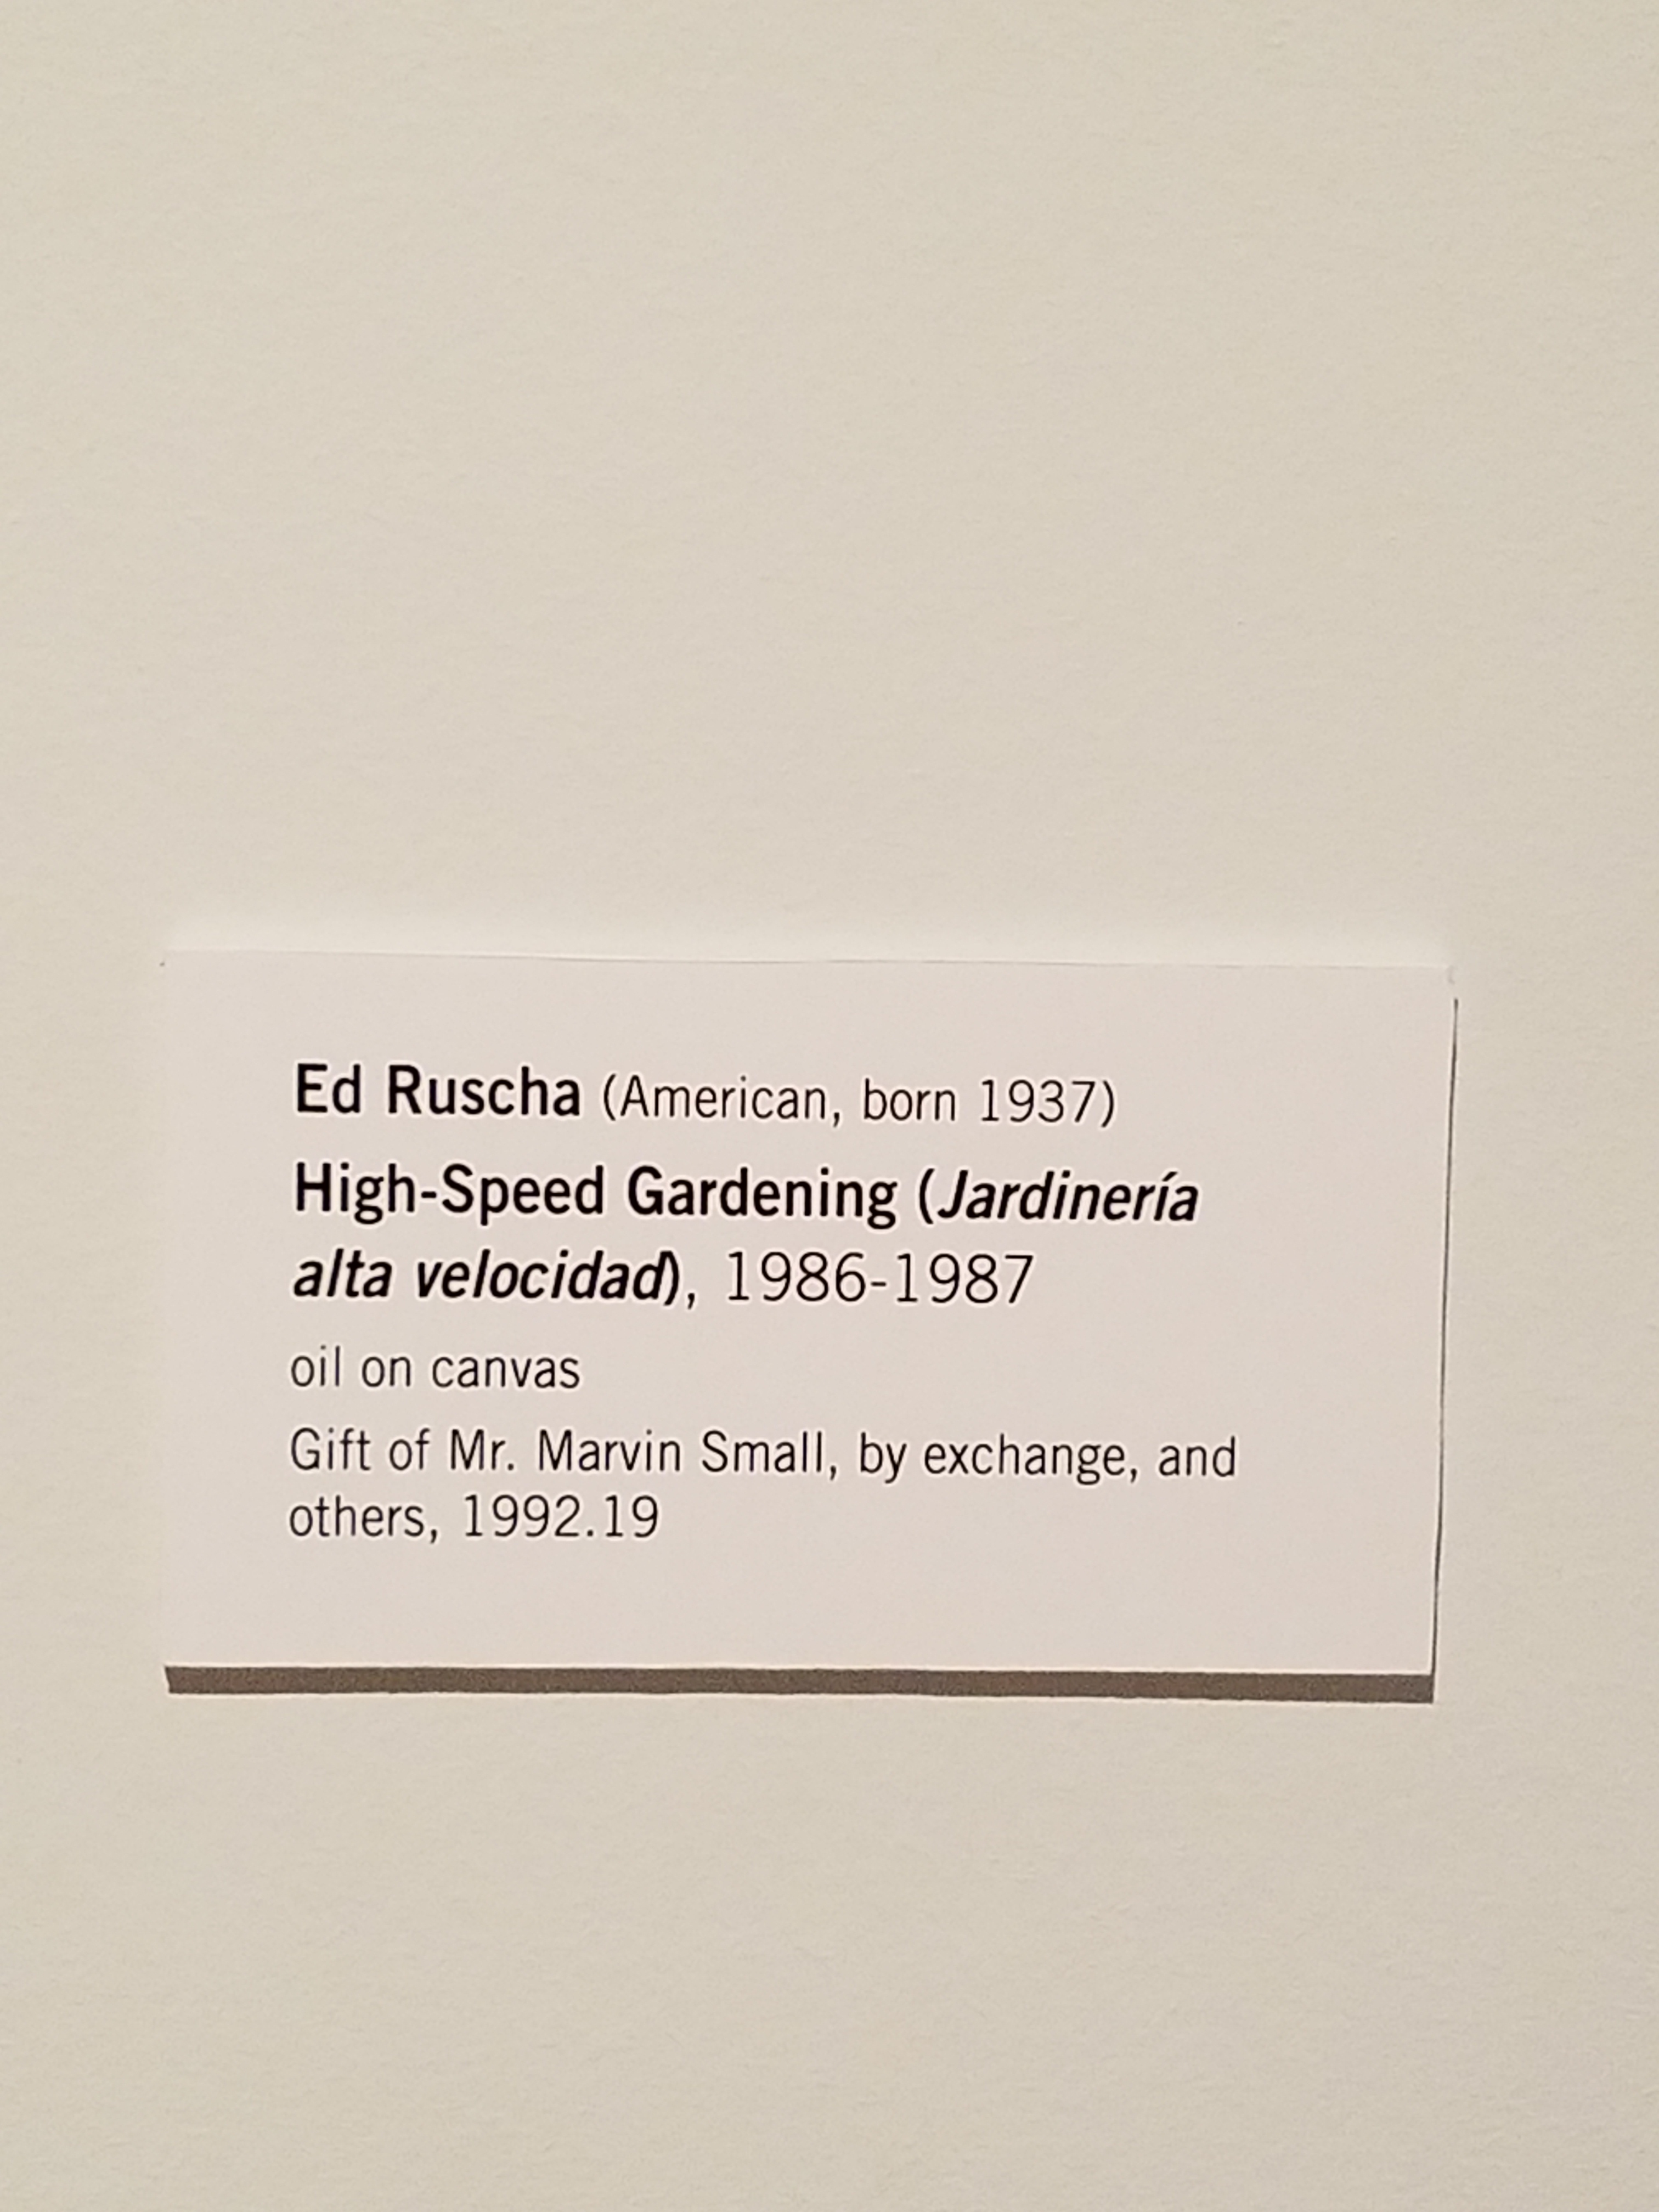 Ed Ruscha (American, born 1937)
High-Speed Gardening (Jardinería
alta velocidad), 1986-1987
oil on canvas
Gift of Mr. Marvin Small, by exchange, and
others, 1992.19